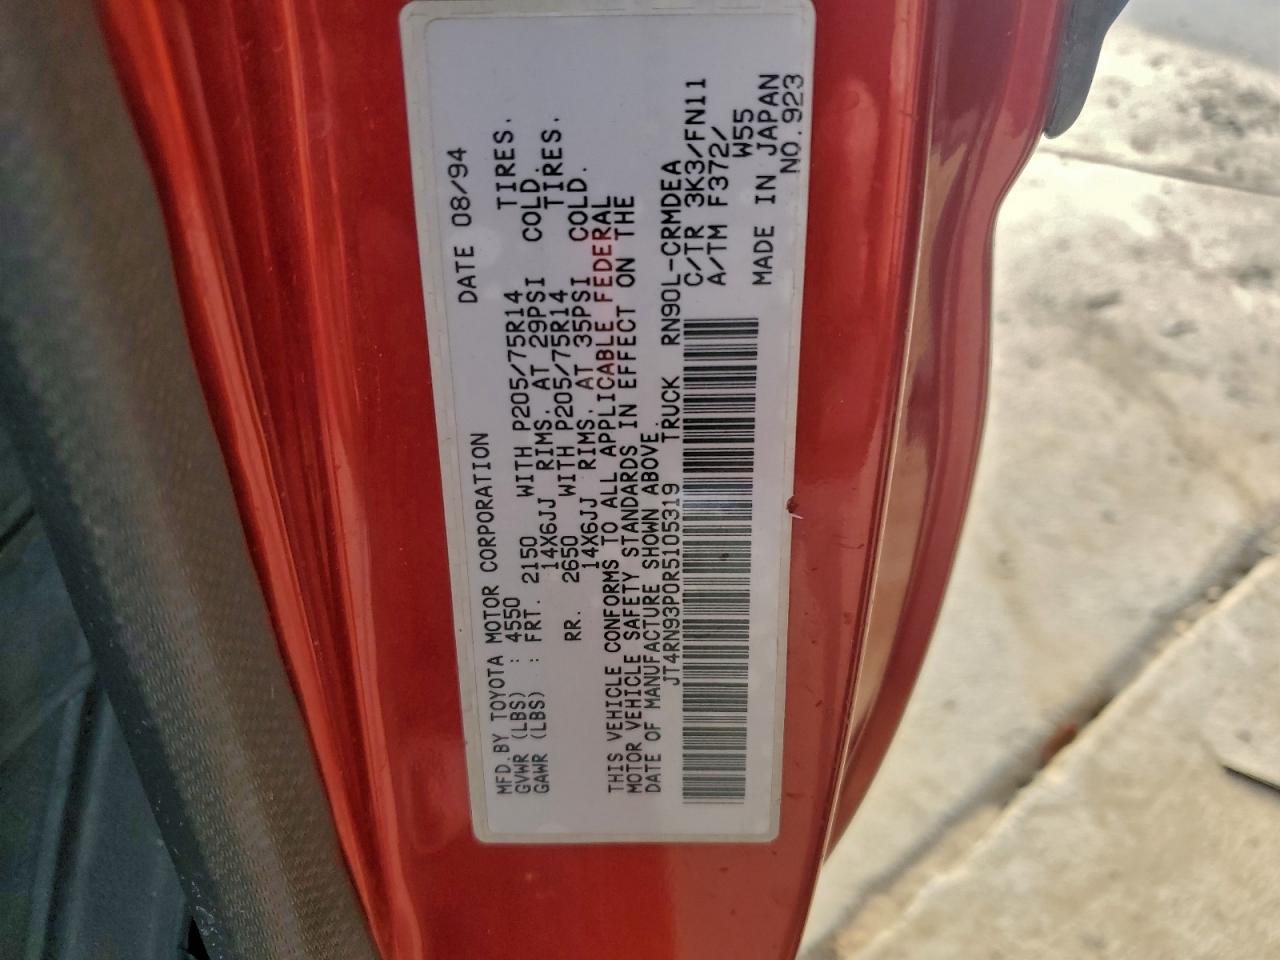 DATE 08/94
MFD. BY TOYOTA MOTOR CORPORATION
GVWR (LBS) : 4550
GAWR (LBS) : FRT. 2150 WITH P205/75R14 TIRES.
14X6JJ RIMS. AT 29PSI COLD.
RR. 2650 WITH P205/75R14 TIRES.
14X6JJ RIMS. AT 35PSI COLD.
THIS VEHICLE CONFORMS TO ALL APPLICABLE FEDERAL
MOTOR VEHICLE SAFETY STANDARDS IN EFFECT ON THE
DATE OF MANUFACTURE SHOWN ABOVE.
JT4RN93P0R5105319 TRUCK RN90L-CRMDEA
C/TR 3K3/FN11
A/TM F372/
W55
MADE IN JAPAN
NO.923